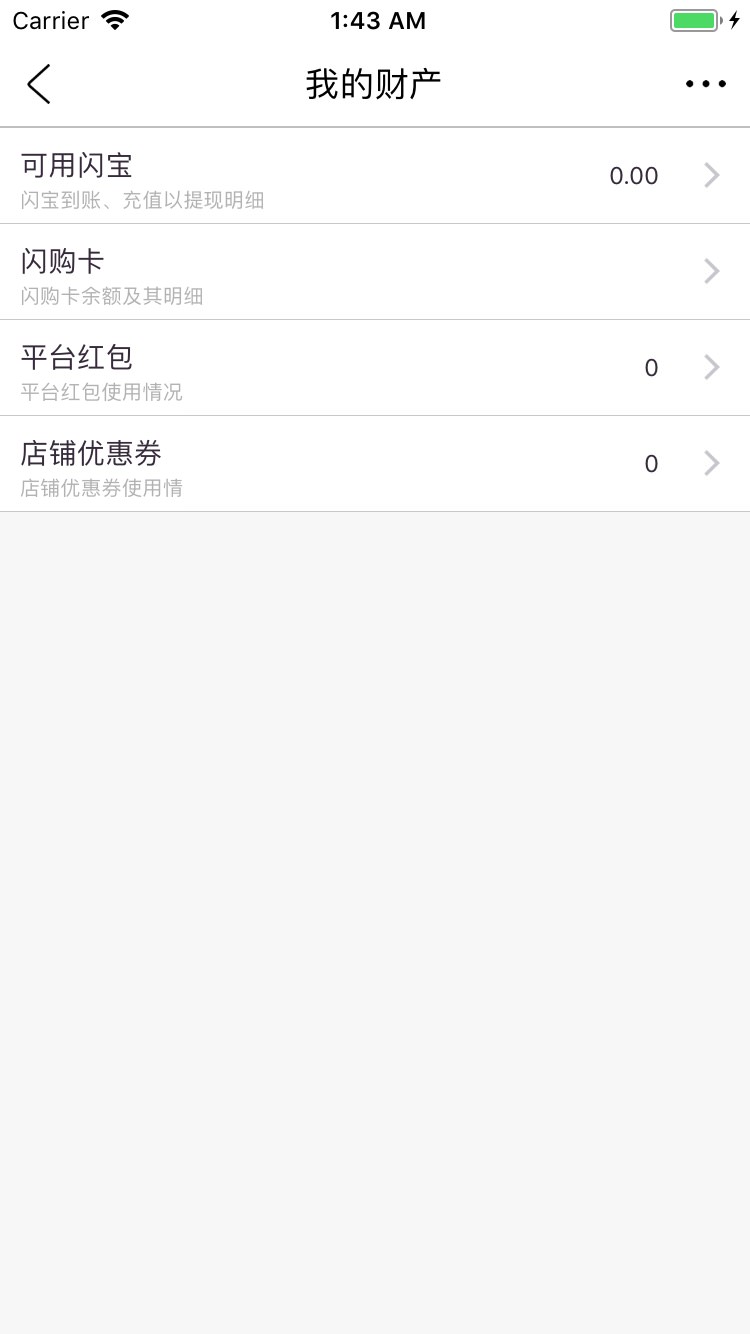 Carrier 1:43 AM
我的财产
可用闪宝 0.00
闪宝到账、充值以提现明细
闪购卡
闪购卡余额及其明细
平台红包 0
平台红包使用情况
店铺优惠券 0
店铺优惠券使用情